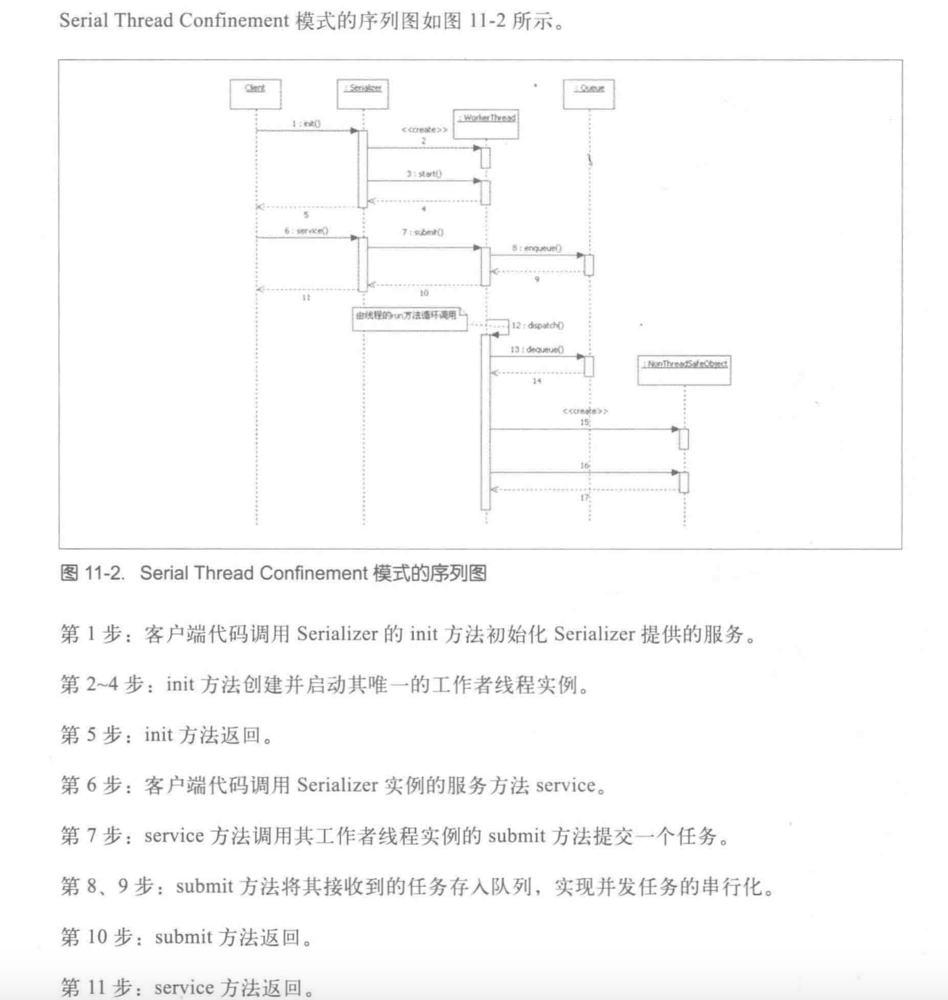 Serial Thread Confinement 模式的序列图如图 11-2 所示。
Client
: Serializer
: Queue
: WorkerThread
1 : init()
<<create>>
2
3 : start()
4
5
6 : service()
7 : submit()
8 : enqueue()
9
10
11
由线程的run方法循环调用
12 : dispatch()
13 : dequeue()
: NonThreadSafeObject
14
<<create>>
15
16
17
图 11-2. Serial Thread Confinement 模式的序列图
第 1 步：客户端代码调用 Serializer 的 init 方法初始化 Serializer 提供的服务。
第 2~4 步：init 方法创建并启动其唯一的工作者线程实例。
第 5 步：init 方法返回。
第 6 步：客户端代码调用 Serializer 实例的服务方法 service。
第 7 步：service 方法调用其工作者线程实例的 submit 方法提交一个任务。
第 8、9 步：submit 方法将其接收到的任务存入队列，实现并发任务的串行化。
第 10 步：submit 方法返回。
第 11 步：service 方法返回。